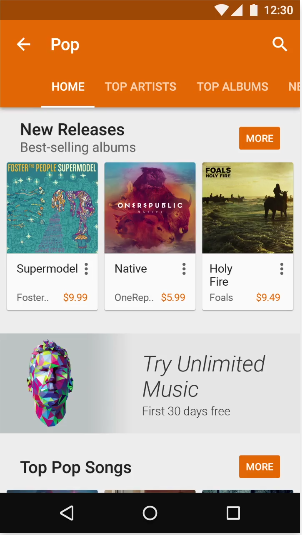 12:30
Pop
HOME TOP ARTISTS TOP ALBUMS NE
New Releases
Best-selling albums
MORE
FOSTER THE PEOPLE SUPERMODEL
ONEREPUBLIC
NATIVE
FOALS
HOLY FIRE
Supermodel
Foster.. $9.99
Native
OneRep.. $5.99
Holy
Fire
Foals $9.49
Try Unlimited
Music
First 30 days free
Top Pop Songs
MORE